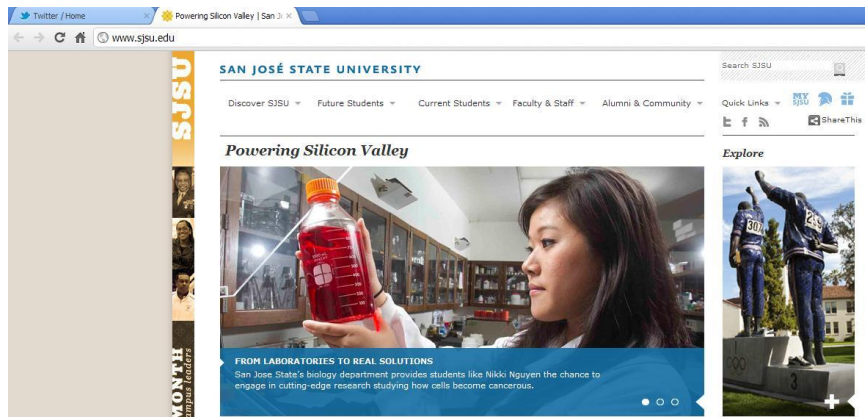 Twitter / Home
Powering Silicon Valley | San J
www.sjsu.edu
SJSU
SAN JOSÉ STATE UNIVERSITY
Search SJSU
Discover SJSU
Future Students
Current Students
Faculty & Staff
Alumni & Community
Quick Links
MY SJSU
ShareThis
Powering Silicon Valley
Explore
307
FROM LABORATORIES TO REAL SOLUTIONS
San Jose State's biology department provides students like Nikki Nguyen the chance to
engage in cutting-edge research studying how cells become cancerous.
MONTH
campus leaders
3